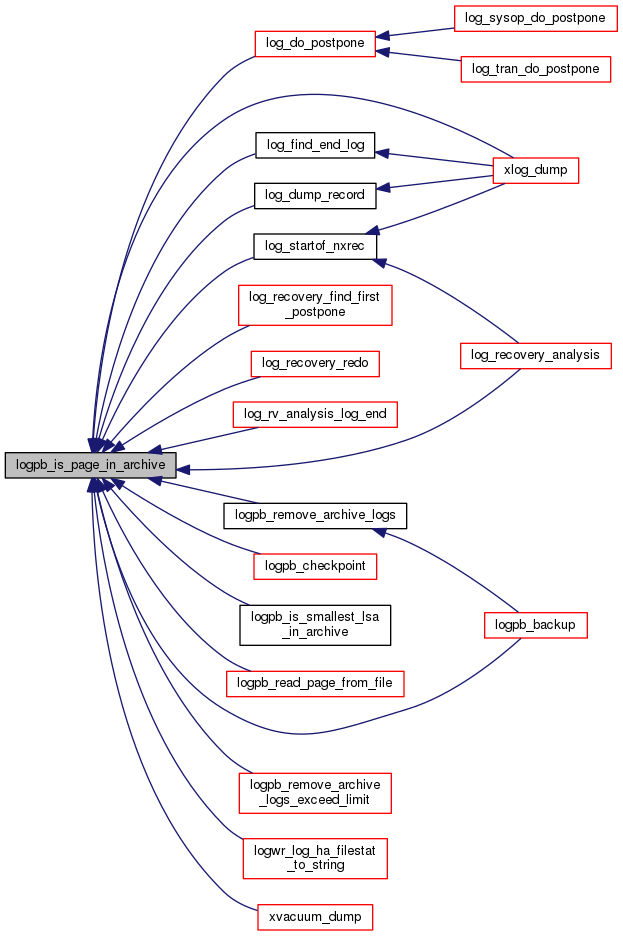 log_sysop_do_postpone
log_do_postpone
log_tran_do_postpone
log_find_end_log
xlog_dump
log_dump_record
log_startof_nxrec
log_recovery_find_first
_postpone
log_recovery_analysis
log_recovery_redo
log_rv_analysis_log_end
logpb_is_page_in_archive
logpb_remove_archive_logs
logpb_checkpoint
logpb_is_smallest_lsa
_in_archive
logpb_backup
logpb_read_page_from_file
logpb_remove_archive
_logs_exceed_limit
logwr_log_ha_filestat
_to_string
xvacuum_dump